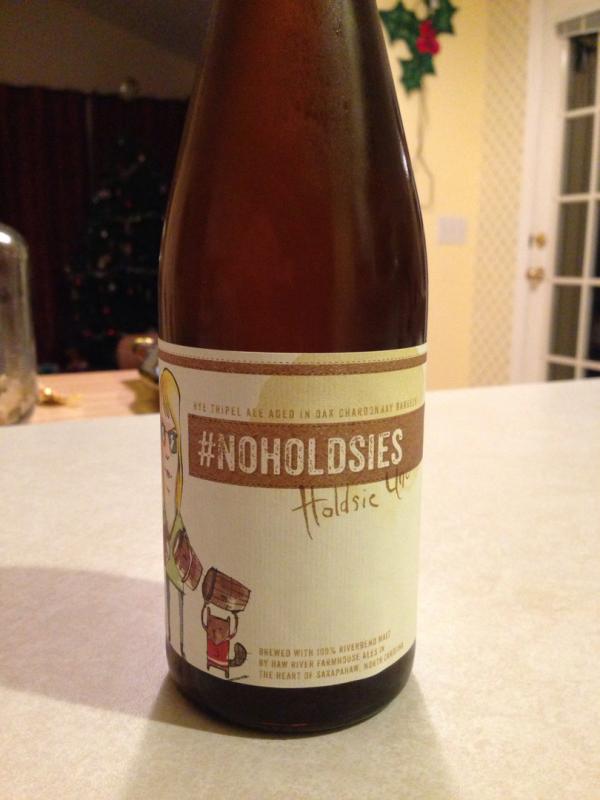 RYE TRIPEL ALE AGED IN OAK CHARDONNAY BARRELS
#NOHOLDSIES
Holdsie
BREWED WITH 100% RIVERBEND MALT
BY HAW RIVER FARMHOUSE ALES IN
THE HEART OF SAXAPAHAW, NORTH CAROLINA